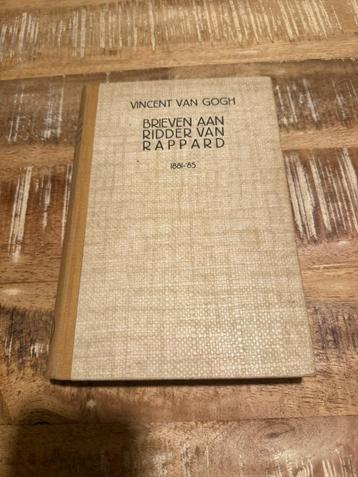 VINCENT VAN GOGH
BRIEVEN AAN
RIDDER VAN
RAPPARD
1881-'85